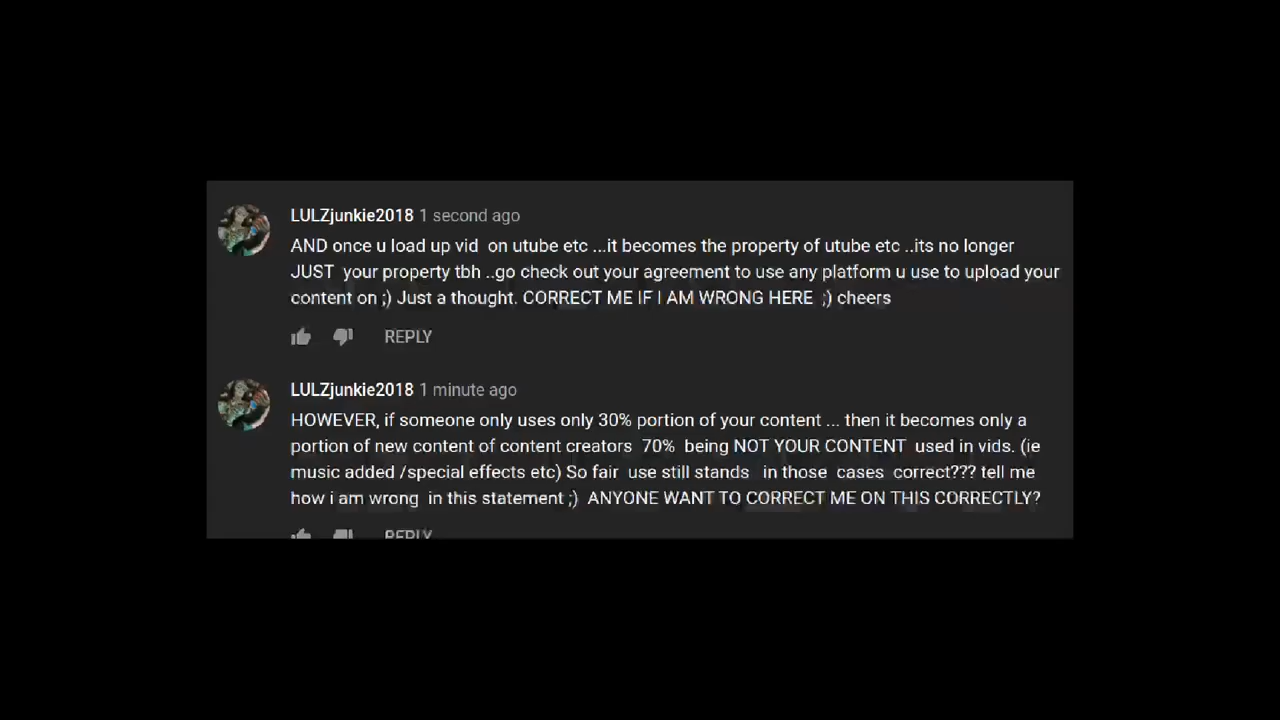 LULZjunkie2018 1 second ago
AND once u load up vid on utube etc ...it becomes the property of utube etc ..its no longer
JUST your property tbh ..go check out your agreement to use any platform u use to upload your
content on ;) Just a thought. CORRECT ME IF I AM WRONG HERE ;) cheers
REPLY
LULZjunkie2018 1 minute ago
HOWEVER, if someone only uses only 30% portion of your content ... then it becomes only a
portion of new content of content creators 70% being NOT YOUR CONTENT used in vids. (ie
music added /special effects etc) So fair use still stands in those cases correct??? tell me
how i am wrong in this statement ;) ANYONE WANT TO CORRECT ME ON THIS CORRECTLY?
REPLY